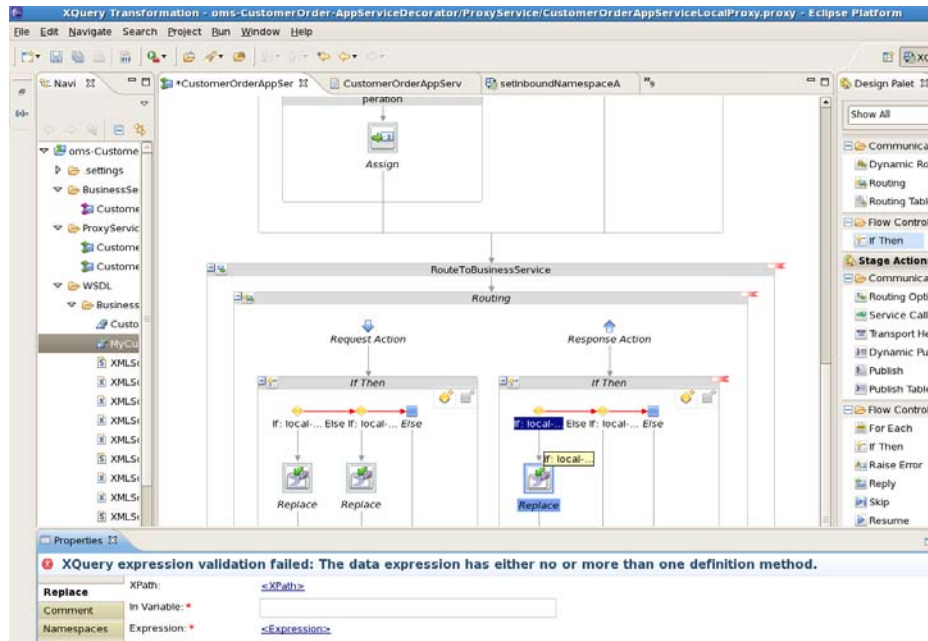 XQuery Transformation - oms-CustomerOrder-AppServiceDecorator/ProxyService/CustomerOrderAppServiceLocalProxy.proxy - Eclipse Platform
File Edit Navigate Search Project Run Window Help
XQ
Navi
*CustomerOrderAppSer
CustomerOrderAppServ
setInboundNamespaceA
Design Palet
Show All
oms-Custome
.settings
BusinessSe
Custome
ProxyServic
Custome
Custome
WSDL
Business
Custo
MyCu
XMLS
XMLS
XMLS
XMLS
XMLS
XMLS
XMLS
XMLS
XMLS
peration
Assign
RouteToBusinessService
Routing
Request Action
Response Action
If Then
If Then
If: local-... Else If: local-... Else
If: local-... Else If: local-... Else
If: local-...
Replace
Replace
Replace
Communica
Dynamic Ro
Routing
Routing Tabl
Flow Control
If Then
Stage Action
Communica
Routing Opti
Service Call
Transport He
Dynamic Pu
Publish
Publish Table
Flow Control
For Each
If Then
Raise Error
Reply
Skip
Resume
Properties
XQuery expression validation failed: The data expression has either no or more than one definition method.
Replace
Comment
Namespaces
XPath:
<XPath>
In Variable: *
Expression: *
<Expression>